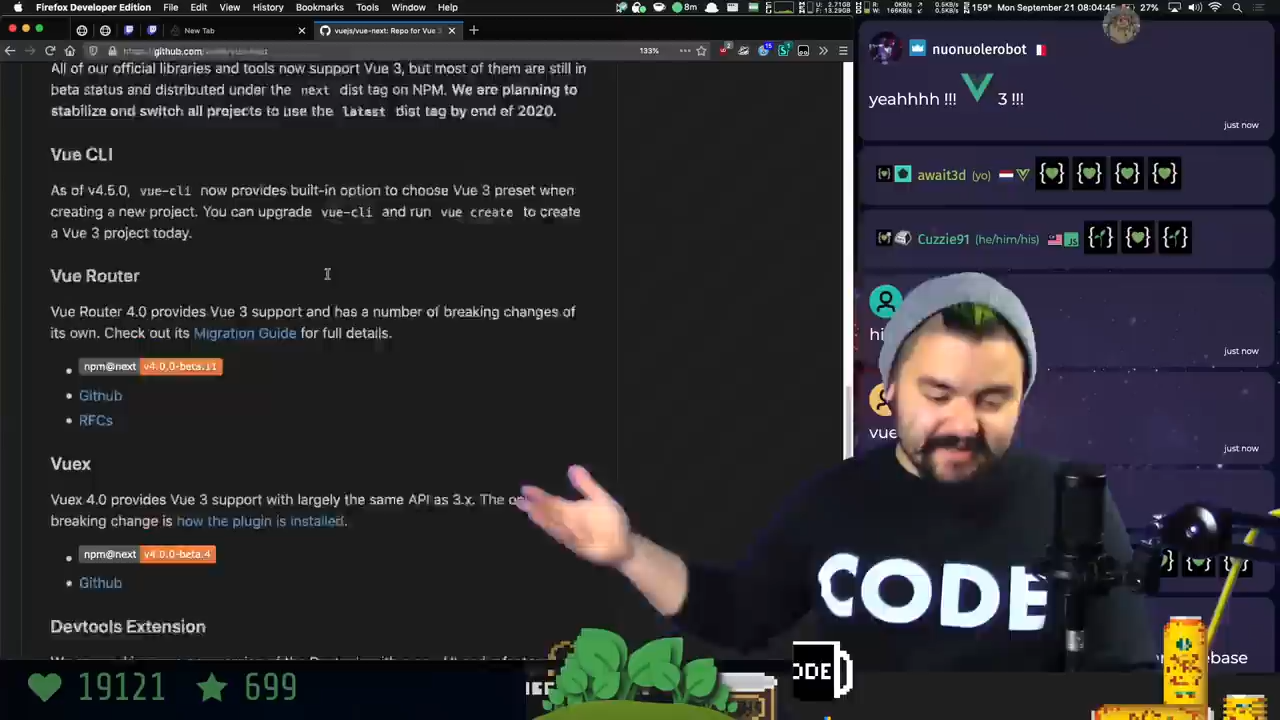 Firefox Developer Edition File Edit View History Bookmarks Tools Window Help
8m
159° Mon September 21 08:04:45
27%
New Tab
vuejs/vue-next: Repo for Vue 3
github.com
133%
All of our official libraries and tools now support Vue 3, but most of them are still in
beta status and distributed under the next dist tag on NPM. We are planning to
stabilize and switch all projects to use the latest dist tag by end of 2020.
Vue CLI
As of v4.5.0, vue-cli now provides built-in option to choose Vue 3 preset when
creating a new project. You can upgrade vue-cli and run vue create to create
a Vue 3 project today.
Vue Router
Vue Router 4.0 provides Vue 3 support and has a number of breaking changes of
its own. Check out its Migration Guide for full details.
npm@next v4.0.0-beta.11
Github
RFCs
Vuex
Vuex 4.0 provides Vue 3 support with largely the same API as 3.x. The
breaking change is how the plugin is installed.
npm@next v4.0.0-beta.4
Github
Devtools Extension
nuonuolerobot
yeahhhh !!! 3 !!!
just now
await3d (yo)
Cuzzie91 (he/him/his) JS
hi
just now
vue
just now
CODE
19121 699